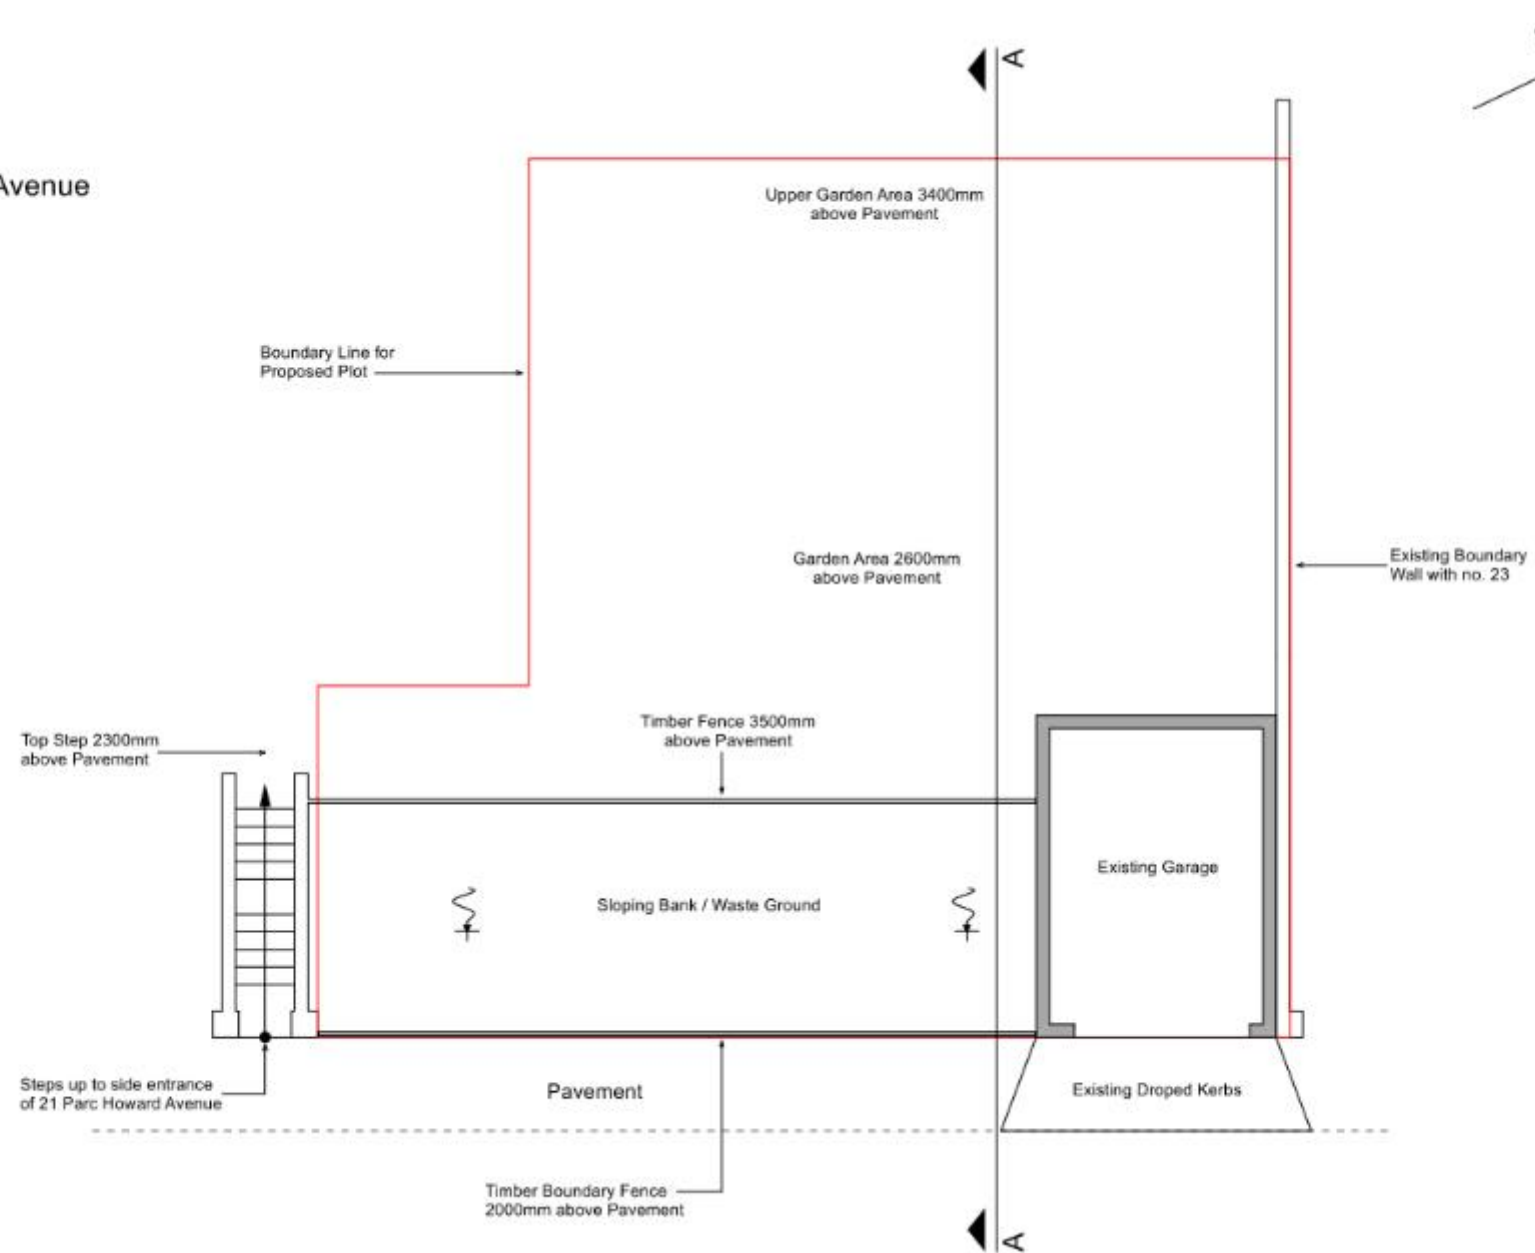 A
Avenue
Upper Garden Area 3400mm
above Pavement
Boundary Line for
Proposed Plot
Garden Area 2600mm
above Pavement
Existing Boundary
Wall with no. 23
Timber Fence 3500mm
above Pavement
Top Step 2300mm
above Pavement
Existing Garage
Sloping Bank / Waste Ground
Steps up to side entrance
of 21 Parc Howard Avenue
Pavement
Existing Droped Kerbs
Timber Boundary Fence
2000mm above Pavement
A